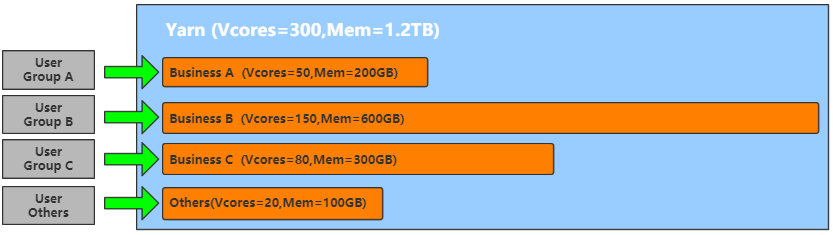 Yarn (Vcores=300,Mem=1.2TB)
User
Group A
Business A  (Vcores=50,Mem=200GB)
User
Group B
Business B  (Vcores=150,Mem=600GB)
User
Group C
Business C  (Vcores=80,Mem=300GB)
User
Others
Others(Vcores=20,Mem=100GB)